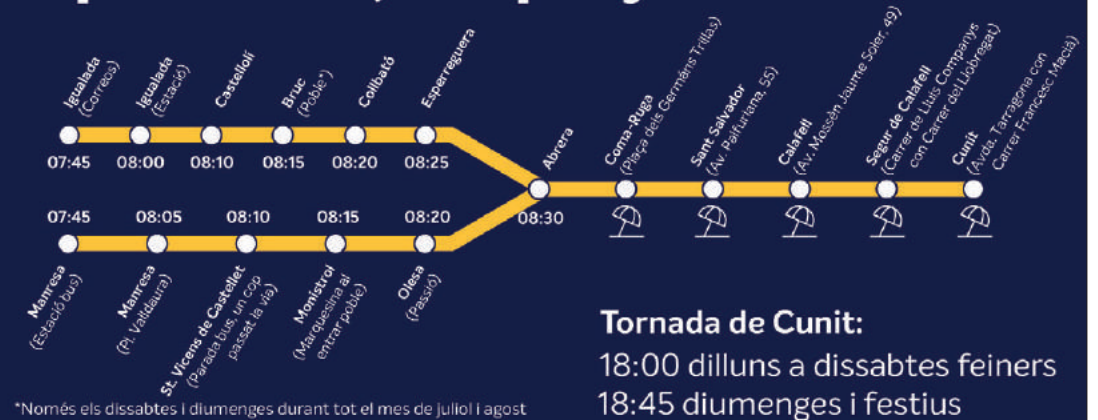 Igualada
(Correos)
Igualada
(Estació)
Castellolí
Bruc
(Poble*)
Collbató
Esperreguera
07:45
08:00
08:10
08:15
08:20
08:25
Abrera
08:30
Coma-Ruga
(Plaça dels Germans Trillas)
Sant Salvador
(Av. Palfuriana, 55)
Calafell
(Av. Mossèn Jaume Soler, 49)
Segur de Calafell
(Carrer de Lluís Companys
con Carrer del Llobregat)
Cunit
(Avda. Tarragona con
Carrer Francesc Macià)
07:45
08:05
08:10
08:15
08:20
Manresa
(Estació bus)
Manresa
(Pl. Valldaura)
St. Vicens de Castellet
(Parada bus, un cop
passat la via)
Monistrol
(Marquesina al
entrar poble)
Olesa
(Passió)
Tornada de Cunit:
18:00 dilluns a dissabtes feiners
18:45 diumenges i festius
*Només els dissabtes i diumenges durant tot el mes de juliol i agost